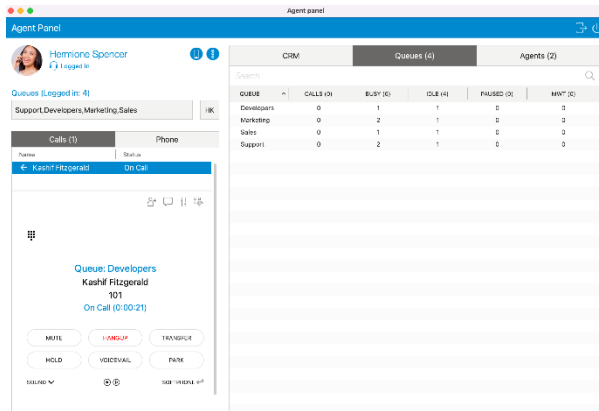 Agent panel
Agent Panel
Hermione Spencer
Logged In
Queues (Logged in: 4)
Support,Developers,Marketing,Sales
HK
Calls (1)
Phone
Name
Status
Kashif Fitzgerald
On Call
Queue: Developers
Kashif Fitzgerald
101
On Call (0:00:21)
MUTE
HANGUP
TRANSFER
HOLD
VOICEMAIL
PARK
SOUND
SOFTPHONE
CRM
Queues (4)
Agents (2)
Search
QUEUE CALLS (0) BUSY (6) IDLE (4) PAUSED (0) MWT (0)
Developers 0 1 1 0 0
Marketing 0 2 1 0 0
Sales 0 1 1 0 0
Support 0 2 1 0 0